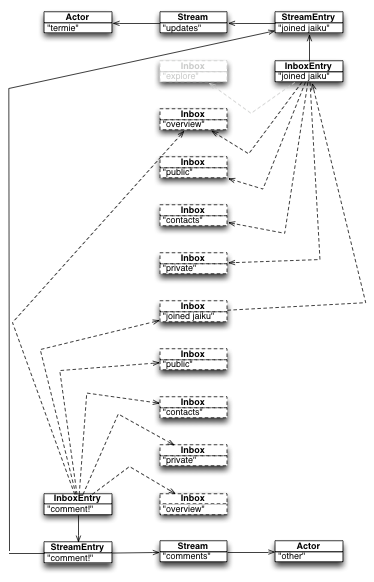 Actor
"termie"
Stream
"updates"
StreamEntry
"joined jaiku"
Inbox
"explore"
InboxEntry
"joined jaiku"
Inbox
"overview"
Inbox
"public"
Inbox
"contacts"
Inbox
"private"
Inbox
"joined jaiku"
Inbox
"public"
Inbox
"contacts"
Inbox
"private"
InboxEntry
"comment!"
Inbox
"overview"
StreamEntry
"comment!"
Stream
"comments"
Actor
"other"